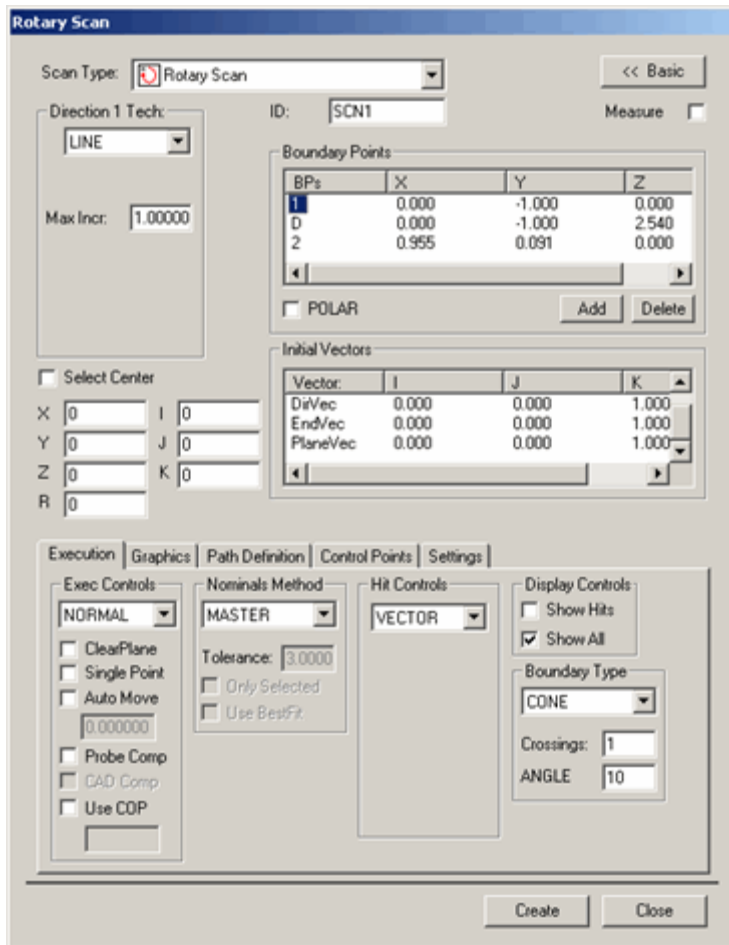 Rotary Scan
Scan Type: Rotary Scan << Basic
Direction 1 Tech: ID: SCN1 Measure
LINE
Max Incr: 1.00000
Boundary Points
BPs X Y Z
1 0.000 -1.000 0.000
D 0.000 -1.000 2.540
2 0.955 0.091 0.000
POLAR Add Delete
Initial Vectors
Vector: I J K
DirVec 0.000 0.000 1.000
EndVec 0.000 0.000 1.000
PlaneVec 0.000 0.000 1.000
Select Center
X 0 I 0
Y 0 J 0
Z 0 K 0
R 0
Execution Graphics Path Definition Control Points Settings
Exec Controls
NORMAL
ClearPlane
Single Point
Auto Move
0.000000
Probe Comp
CAD Comp
Use COP
Nominals Method
MASTER
Tolerance: 3.0000
Only Selected
Use BestFit
Hit Controls
VECTOR
Display Controls
Show Hits
Show All
Boundary Type
CONE
Crossings: 1
ANGLE 10
Create Close